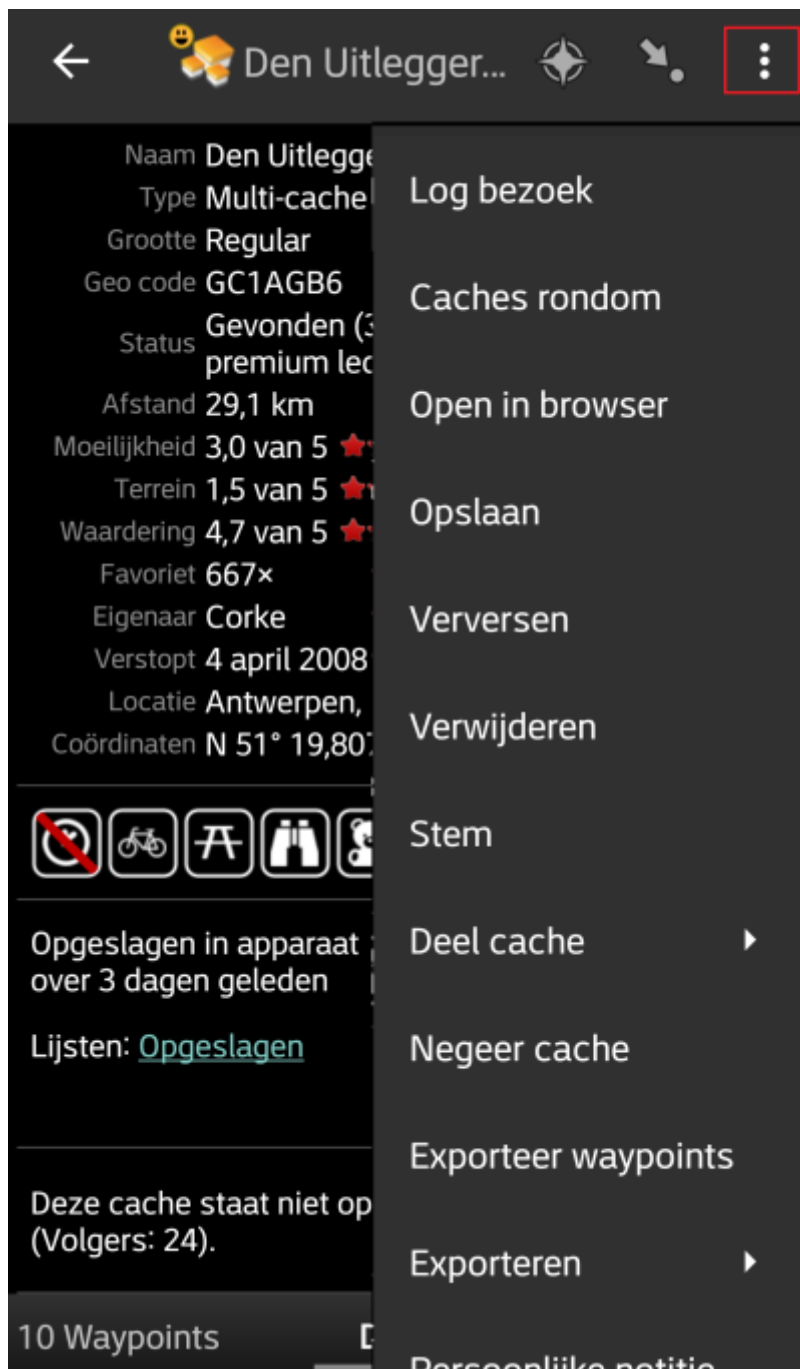 Den Uitlegger...
Naam Den Uitlegge
Type Multi-cache
Grootte Regular
Geo code GC1AGB6
Status Gevonden (3
premium led
Afstand 29,1 km
Moeilijkheid 3,0 van 5
Terrein 1,5 van 5
Waardering 4,7 van 5
Favoriet 667×
Eigenaar Corke
Verstopt 4 april 2008
Locatie Antwerpen,
Coördinaten N 51° 19,807
Opgeslagen in apparaat
over 3 dagen geleden
Lijsten: Opgeslagen
Deze cache staat niet op
(Volgers: 24).
10 Waypoints
Log bezoek
Caches rondom
Open in browser
Opslaan
Verversen
Verwijderen
Stem
Deel cache
Negeer cache
Exporteer waypoints
Exporteren
Persoonlijke notitie